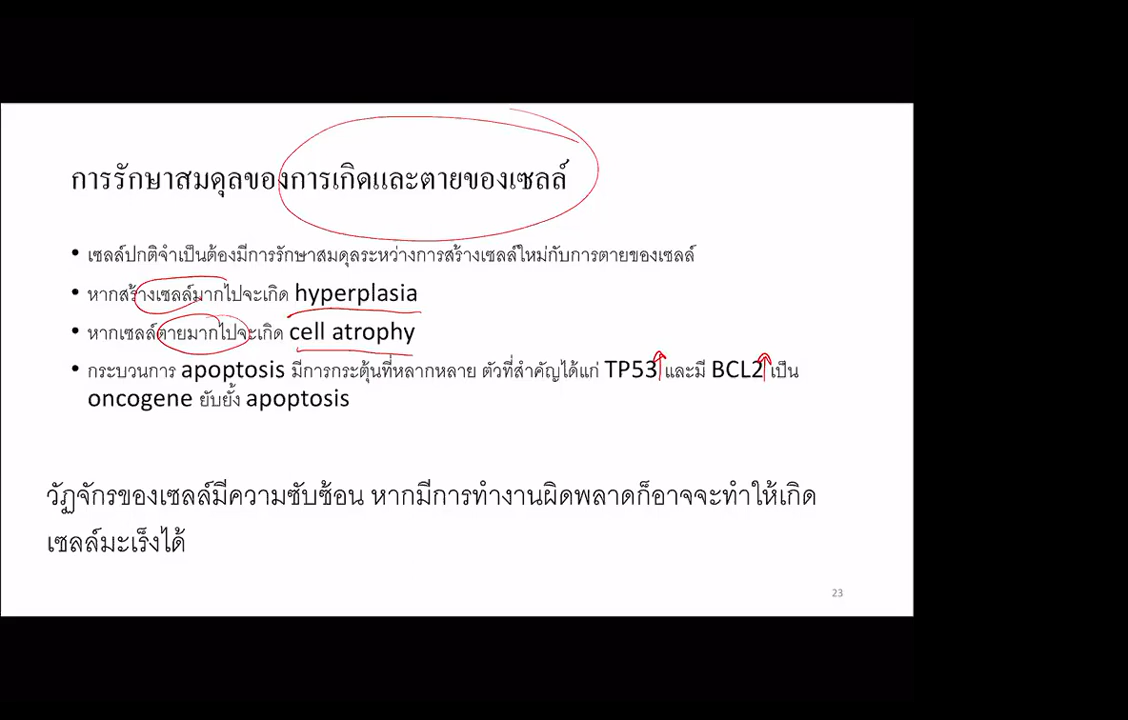 การรักษาสมดุลของการเกิดและตายของเซลล์
• เซลล์ปกติจำเป็นต้องมีการรักษาสมดุลระหว่างการสร้างเซลล์ใหม่กับการตายของเซลล์
• หากสร้างเซลล์มากไปจะเกิด hyperplasia
• หากเซลล์ตายมากไปจะเกิด cell atrophy
• กระบวนการ apoptosis มีการกระตุ้นที่หลากหลาย ตัวที่สำคัญได้แก่ TP53 และมี BCL2 เป็น
oncogene ยับยั้ง apoptosis
วัฏจักรของเซลล์มีความซับซ้อน หากมีการทำงานผิดพลาดก็อาจจะทำให้เกิด
เซลล์มะเร็งได้
23